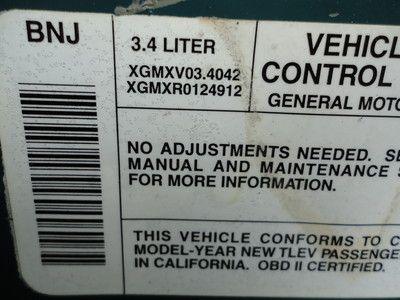 BNJ
3.4 LITER
XGMXV03.4042
XGMXR0124912
VEHICL
CONTROL
GENERAL MOTO
NO ADJUSTMENTS NEEDED. SE
MANUAL AND MAINTENANCE S
FOR MORE INFORMATION.
THIS VEHICLE CONFORMS TO C
MODEL-YEAR NEW TLEV PASSENGE
IN CALIFORNIA. OBD II CERTIFIED.